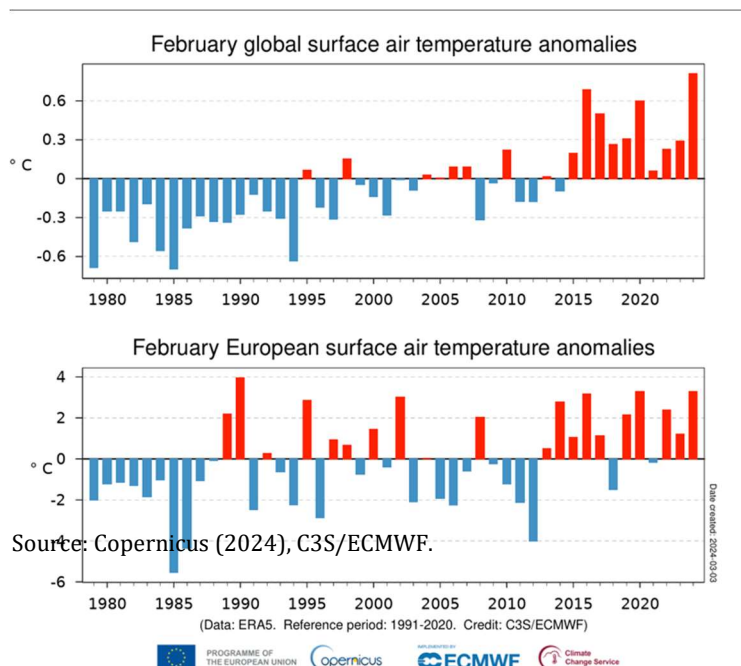 February global surface air temperature anomalies
0.6
0.3
° C
0
-0.3
-0.6
1980 1985 1990 1995 2000 2005 2010 2015 2020
February European surface air temperature anomalies
4
2
0
° C
-2
-4
Source: Copernicus (2024), C3S/ECMWF.
-6
1980 1985 1990 1995 2000 2005 2010 2015 2020
Date created: 2024-03-03
(Data: ERA5. Reference period: 1991-2020. Credit: C3S/ECMWF)
PROGRAMME OF
THE EUROPEAN UNION
opernicus
IMPLEMENTED BY
ECMWF
Climate
Change Service